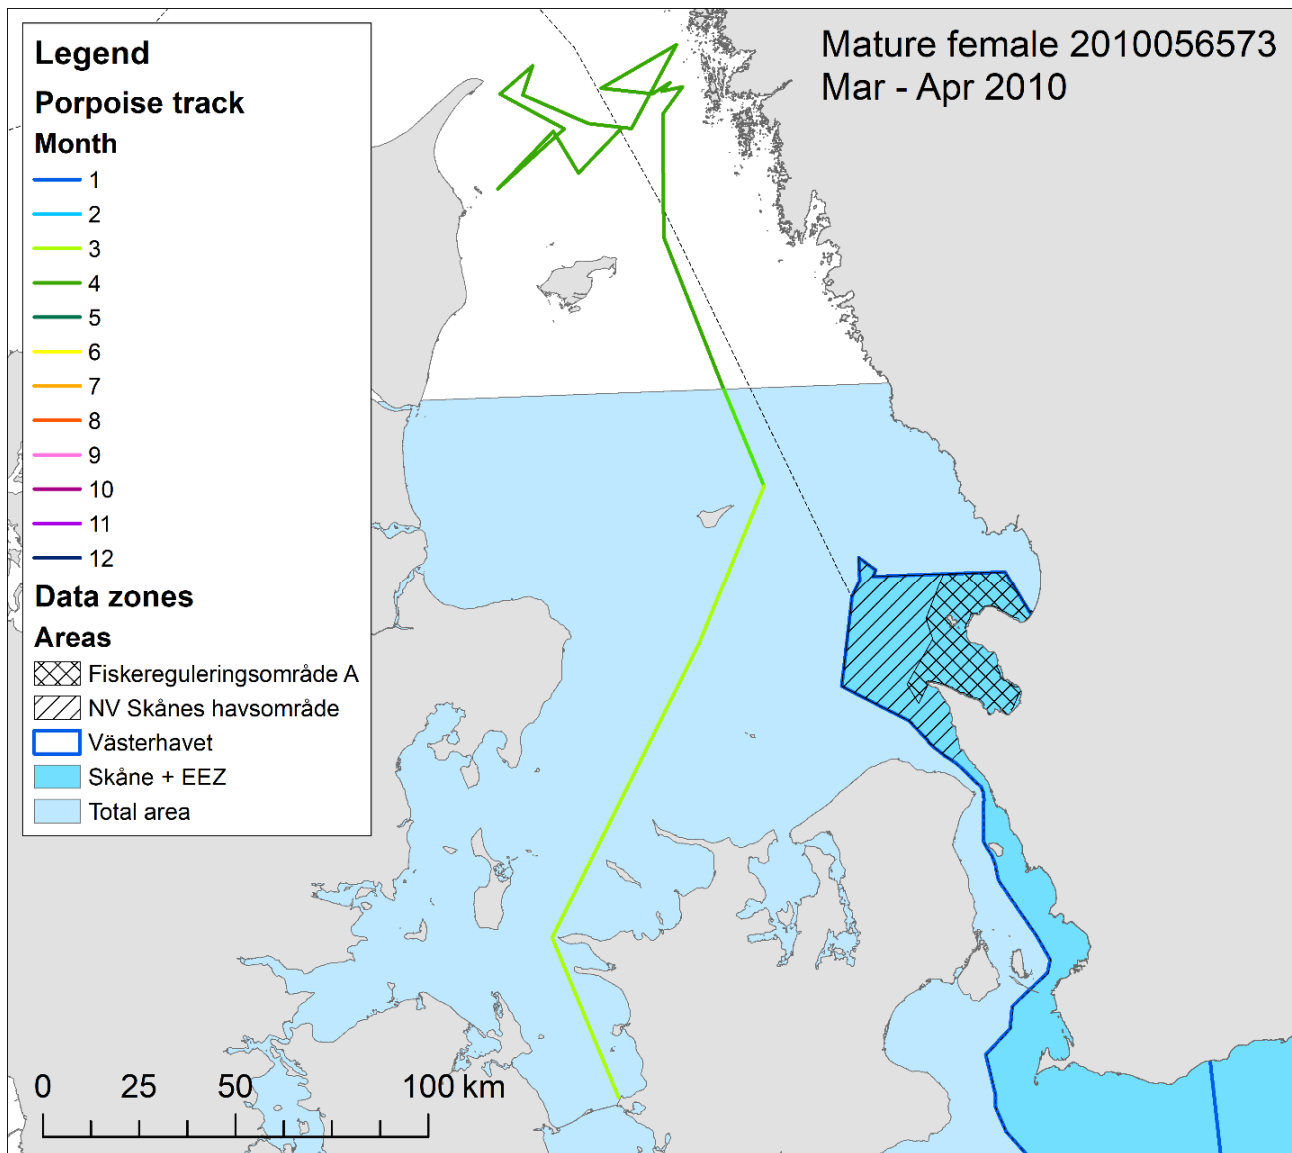 Legend
Porpoise track
Month
1
2
3
4
5
6
7
8
9
10
11
12
Data zones
Areas
Fiskereguleringsområde A
NV Skånes havsområde
Västerhavet
Skåne + EEZ
Total area
Mature female 2010056573
Mar - Apr 2010
0 25 50 100 km